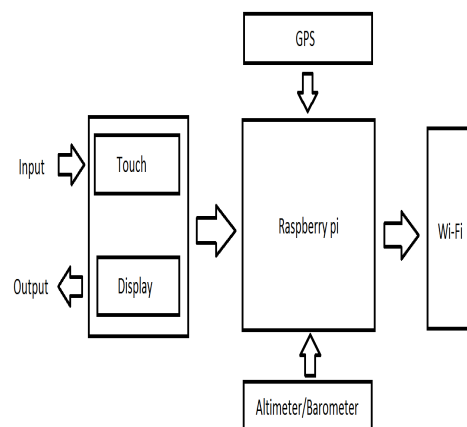 GPS
Input
Touch
Raspberry pi
Wi-Fi
Output
Display
Altimeter/Barometer